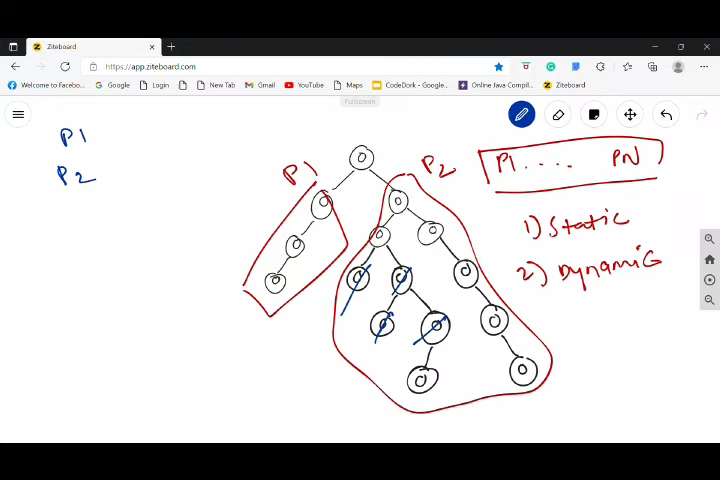 Ziteboard
https://app.ziteboard.com
Welcome to Facebo...
Google
Login
New Tab
Gmail
YouTube
Maps
CodeDork - Google...
Online Java Compil...
Ziteboard
Fullscreen
P1
P2
P1
P2
P1 . . . . PN
1) Static
2) Dynamic